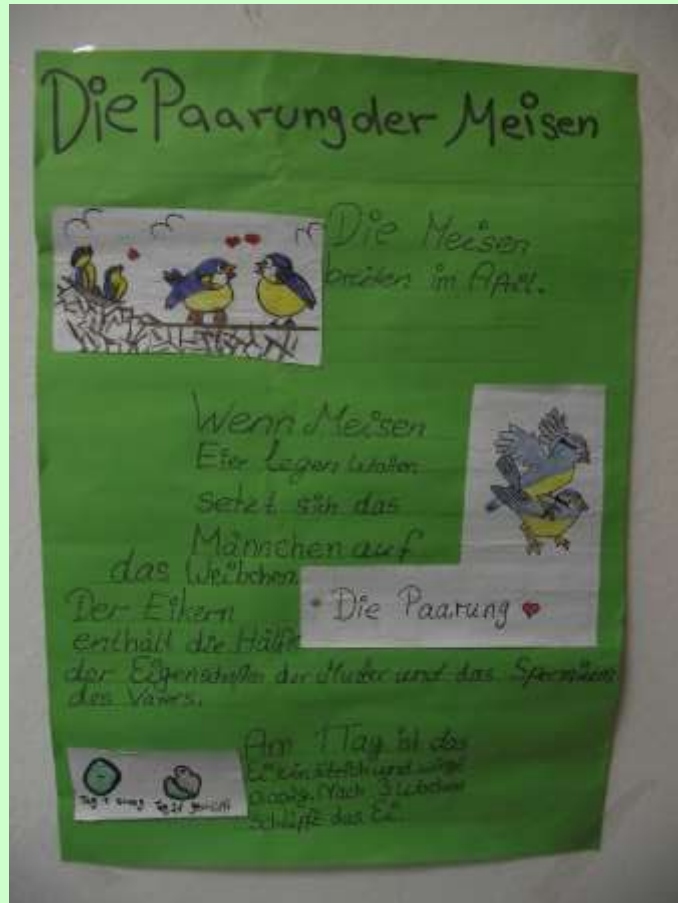 Die Paarung der Meisen
Die Meisen
brüten im April.
Wenn Meisen
Eier legen wollen
setzt sich das
Männchen auf
das Weibchen.
Die Paarung
Der Eikern
enthält die Hälfte
der Eigenschaften der Mutter und das Spermium
des Vaters.
Am 1 Tag ist das
Ei und
Nach 3 Wochen
schlüpft das Ei.
Tag 1
Tag 21